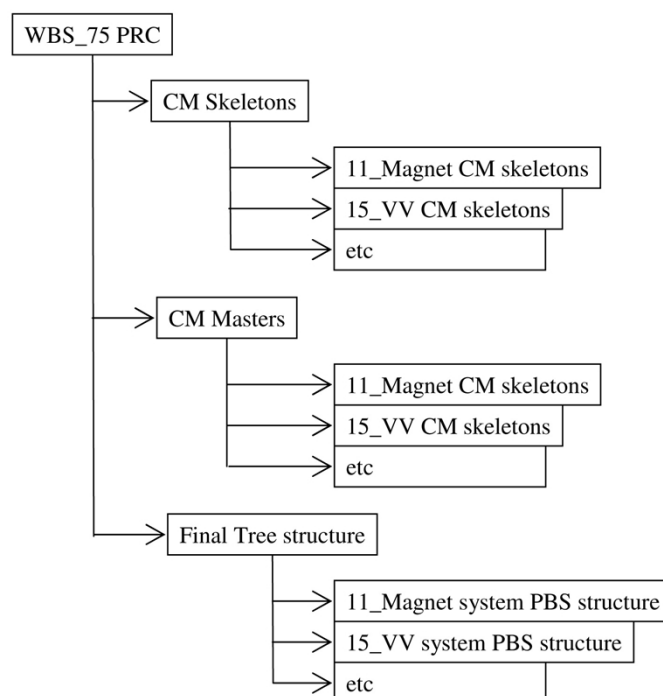 WBS_75 PRC
CM Skeletons
11_Magnet CM skeletons
15_VV CM skeletons
etc
CM Masters
11_Magnet CM skeletons
15_VV CM skeletons
etc
Final Tree structure
11_Magnet system PBS structure
15_VV system PBS structure
etc